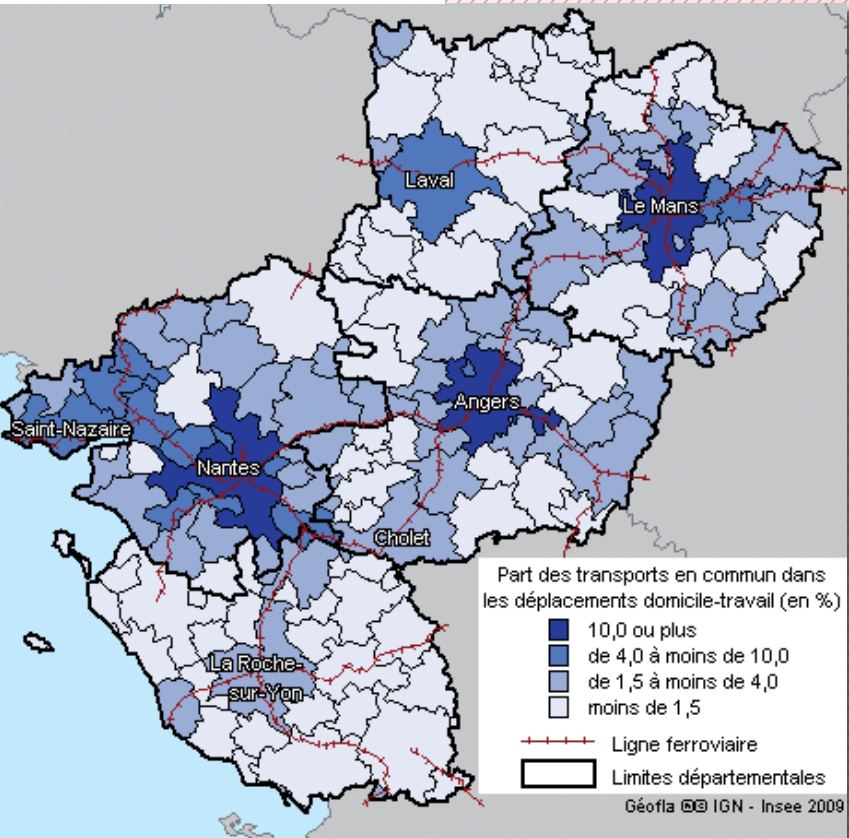 Laval
Le Mans
Angers
Saint-Nazaire
Nantes
Cholet
La Roche-
sur-Yon
Part des transports en commun dans
les déplacements domicile-travail (en %)
10,0 ou plus
de 4,0 à moins de 10,0
de 1,5 à moins de 4,0
moins de 1,5
Ligne ferroviaire
Limites départementales
Géofla ©© IGN - Insee 2009